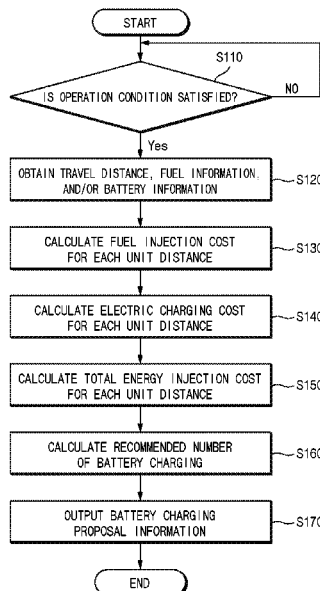 START
S110
IS OPERATION CONDITION SATISFIED?
NO
Yes
OBTAIN TRAVEL DISTANCE, FUEL INFORMATION,
AND/OR BATTERY INFORMATION
S120
CALCULATE FUEL INJECTION COST
FOR EACH UNIT DISTANCE
S130
CALCULATE ELECTRIC CHARGING COST
FOR EACH UNIT DISTANCE
S140
CALCULATE TOTAL ENERGY INJECTION COST
FOR EACH UNIT DISTANCE
S150
CALCULATE RECOMMENDED NUMBER
OF BATTERY CHARGING
S160
OUTPUT BATTERY CHARGING
PROPOSAL INFORMATION
S170
END